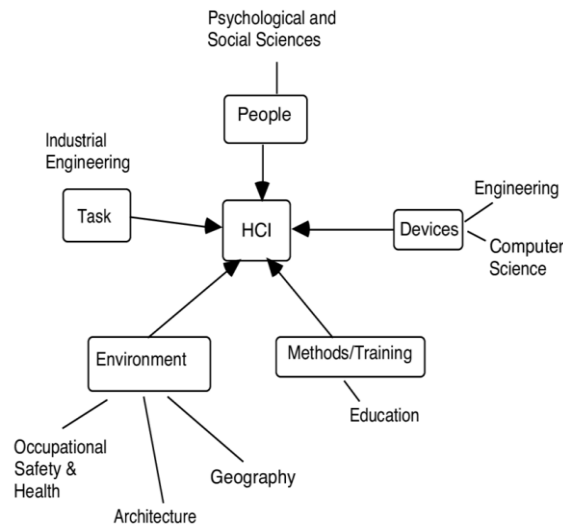 Psychological and
Social Sciences
People
Industrial
Engineering
Task
HCI
Engineering
Devices
Computer
Science
Environment
Methods/Training
Education
Occupational
Safety &
Health
Geography
Architecture